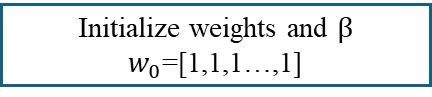 Initialize weights and β
w₀=[1,1,1…,1]